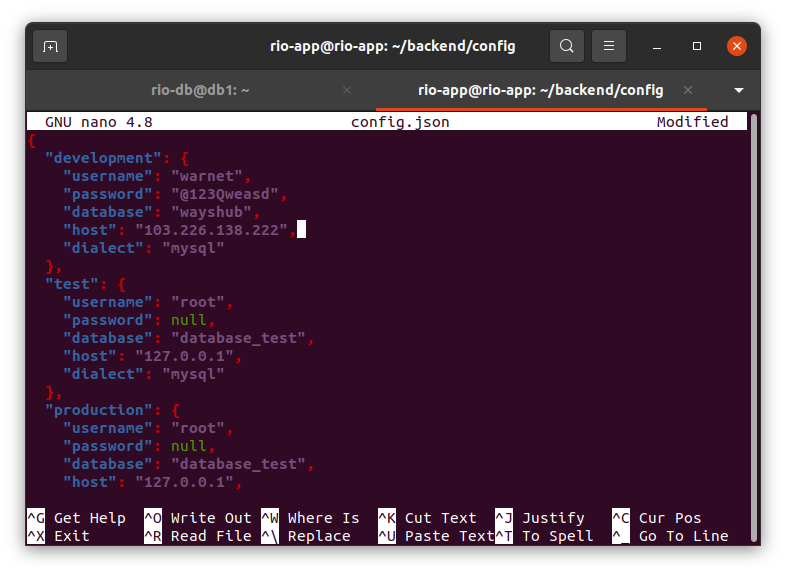 rio-app@rio-app: ~/backend/config
rio-db@db1: ~
rio-app@rio-app: ~/backend/config
GNU nano 4.8 config.json Modified
{
  "development": {
    "username": "warnet",
    "password": "@123Qweasd",
    "database": "wayshub",
    "host": "103.226.138.222",
    "dialect": "mysql"
  },
  "test": {
    "username": "root",
    "password": null,
    "database": "database_test",
    "host": "127.0.0.1",
    "dialect": "mysql"
  },
  "production": {
    "username": "root",
    "password": null,
    "database": "database_test",
    "host": "127.0.0.1",
^G Get Help ^O Write Out ^W Where Is ^K Cut Text ^J Justify ^C Cur Pos
^X Exit ^R Read File ^\ Replace ^U Paste Text ^T To Spell ^_ Go To Line